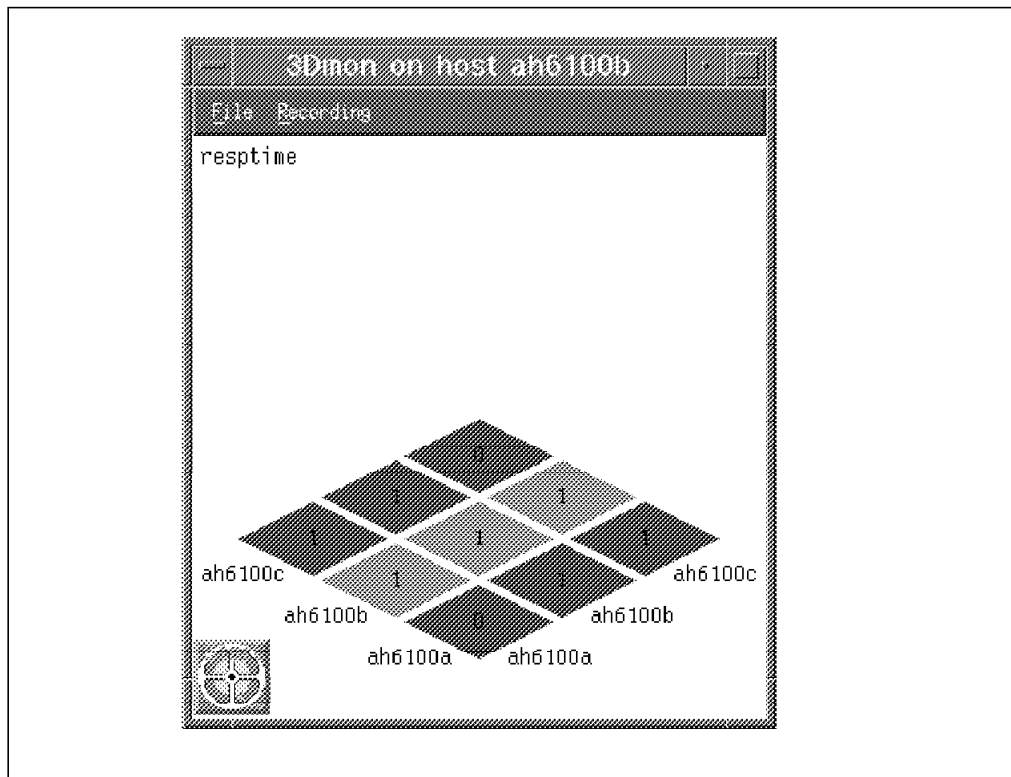 3Dmon on host ah6100b
File Recording
resptime
0
1 1
1 1 1
ah6100c 1 1 ah6100c
ah6100b 0 ah6100b
ah6100a ah6100a